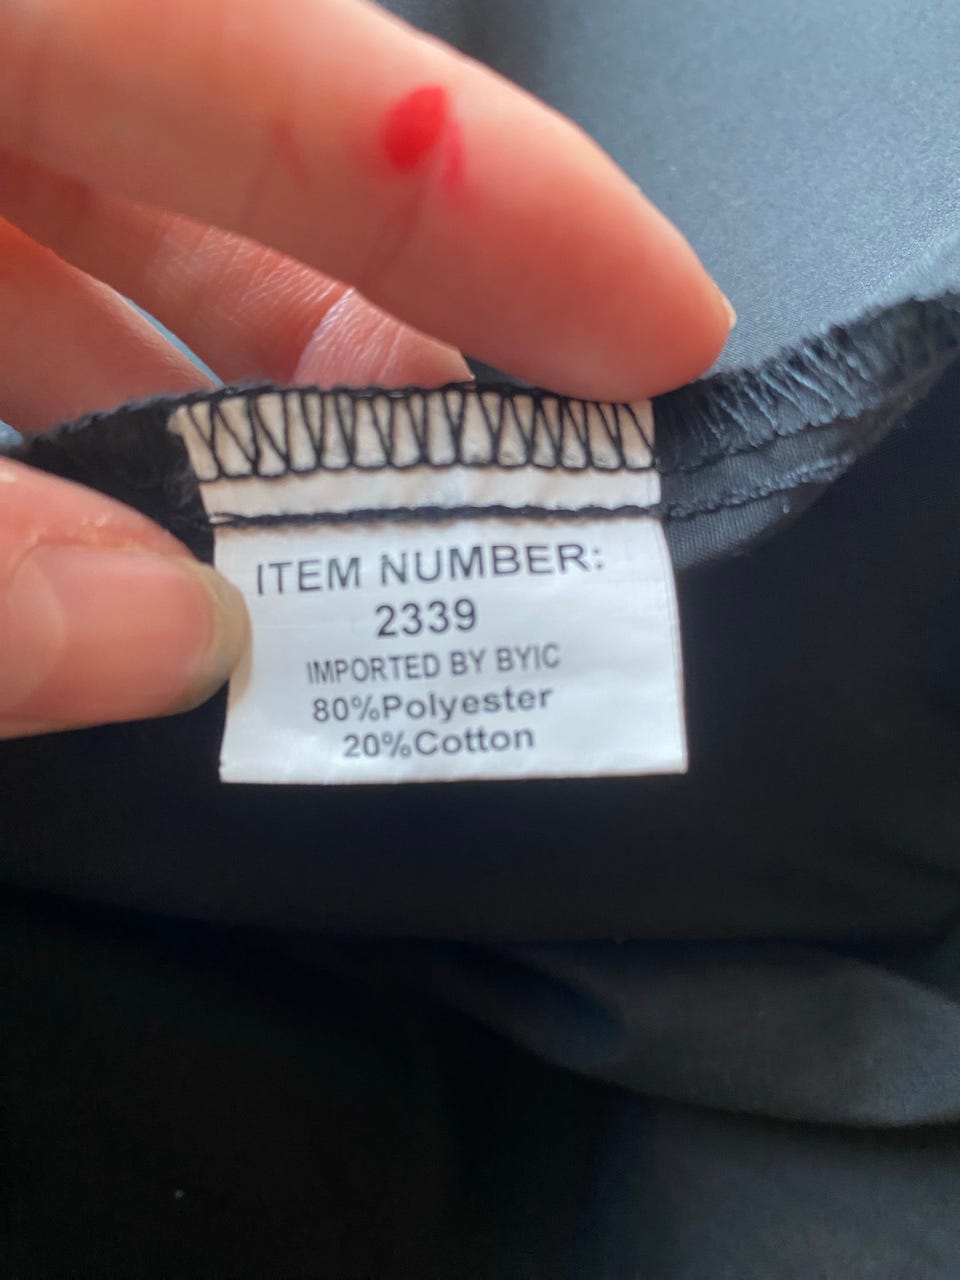 ITEM NUMBER:
2339
IMPORTED BY BYIC
80%Polyester
20%Cotton